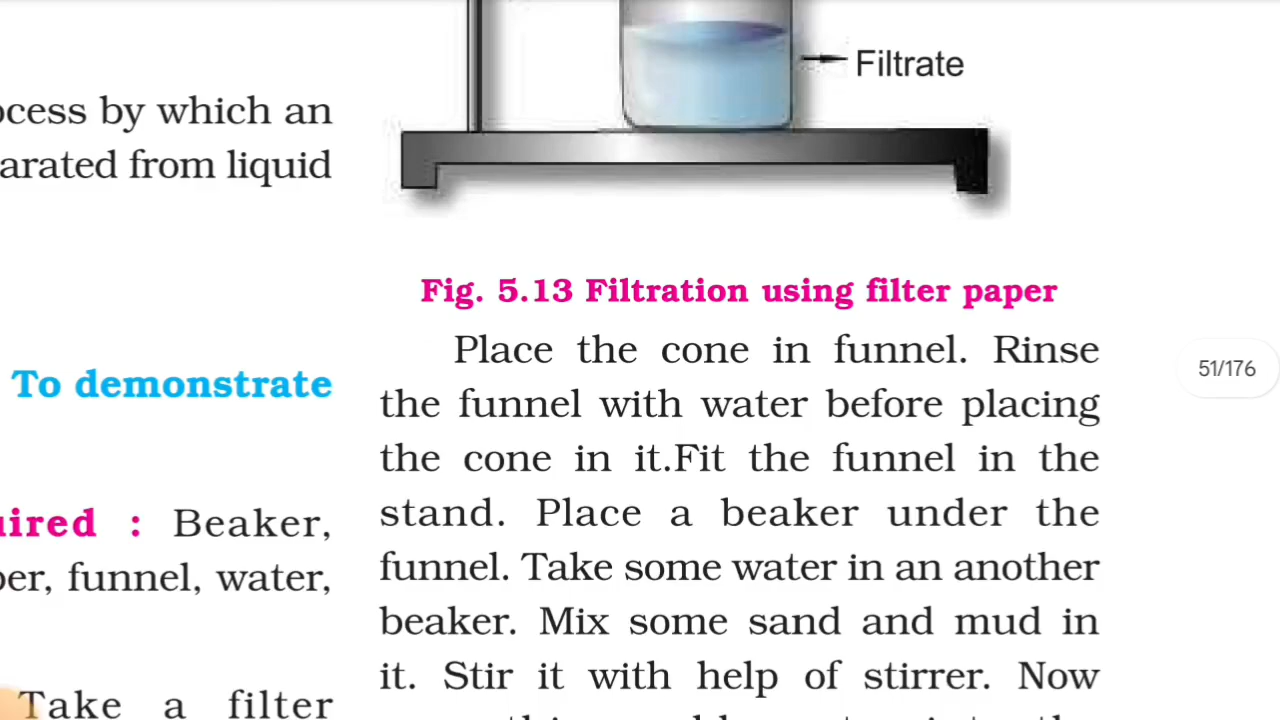 ocess by which an
arated from liquid
To demonstrate
uired : Beaker,
per, funnel, water,
Take a filter
Filtrate
Fig. 5.13 Filtration using filter paper
Place the cone in funnel. Rinse
the funnel with water before placing
the cone in it.Fit the funnel in the
stand. Place a beaker under the
funnel. Take some water in an another
beaker. Mix some sand and mud in
it. Stir it with help of stirrer. Now
51/176